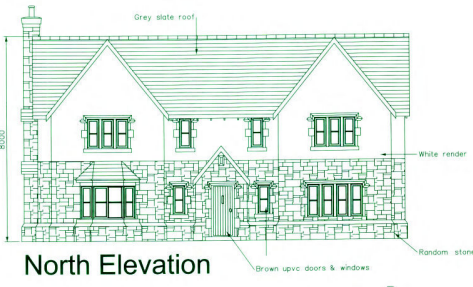 Grey slate roof
8000
White render
Random stone
North Elevation
Brown upvc doors & windows